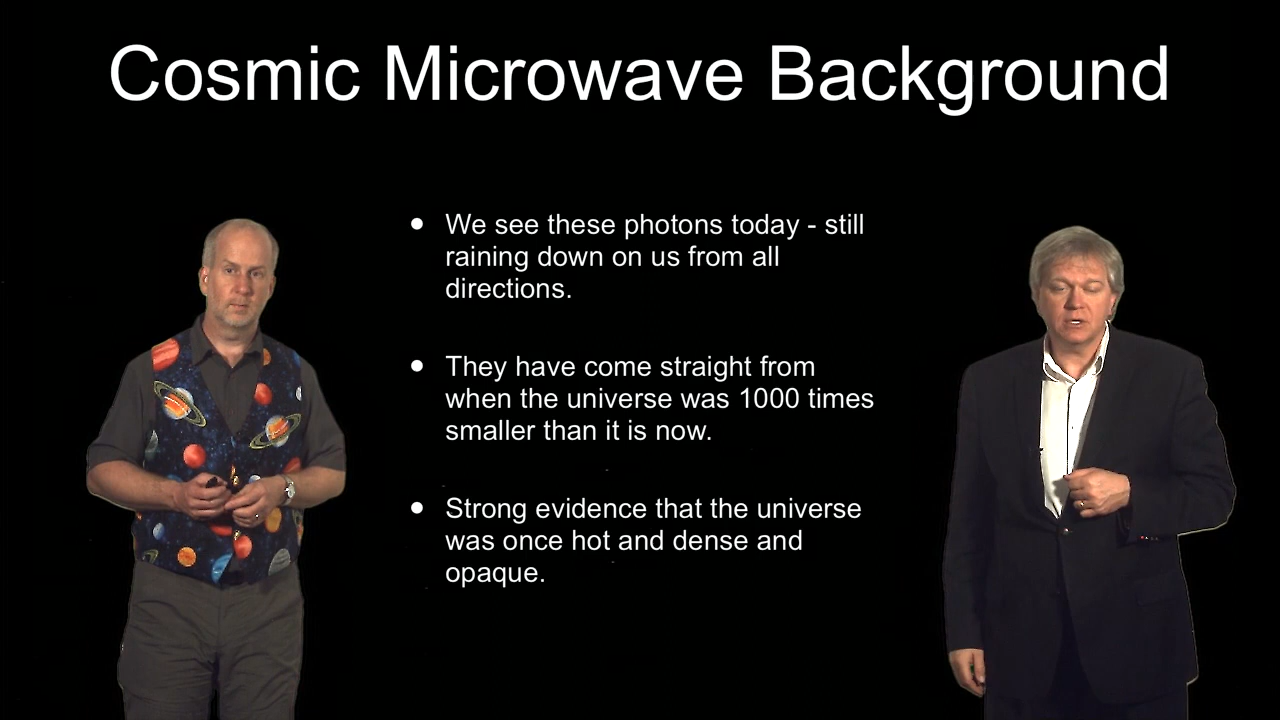 Cosmic Microwave Background
• We see these photons today - still
raining down on us from all
directions.
• They have come straight from
when the universe was 1000 times
smaller than it is now.
• Strong evidence that the universe
was once hot and dense and
opaque.